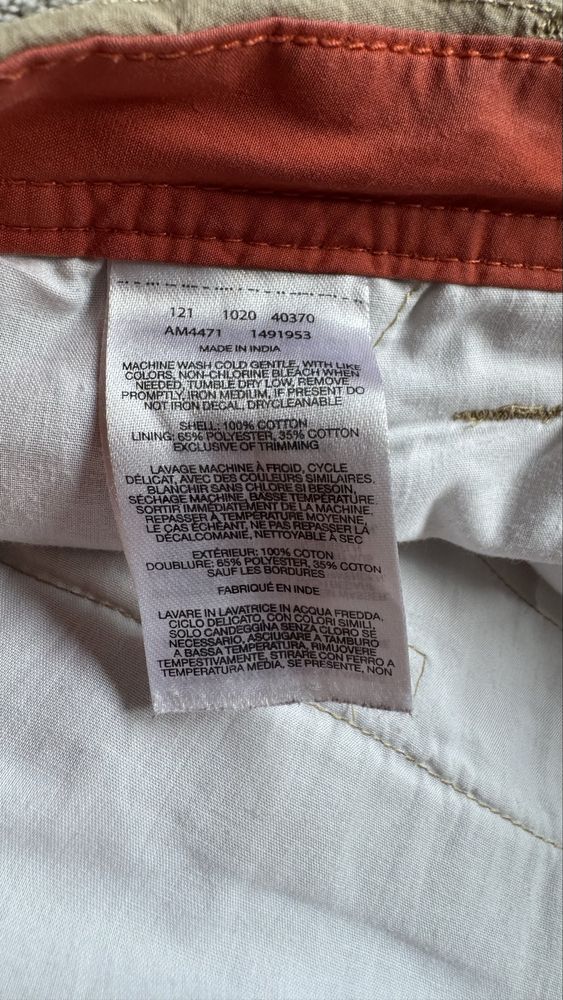 121 1020 40370
AM4471 1491953
MADE IN INDIA
MACHINE WASH COLD GENTLE, WITH LIKE
COLORS, NON-CHLORINE BLEACH WHEN
NEEDED, TUMBLE DRY LOW, REMOVE
PROMPTLY, IRON MEDIUM, IF PRESENT DO
NOT IRON DECAL, DRYCLEANABLE
SHELL: 100% COTTON
LINING: 65% POLYESTER, 35% COTTON
EXCLUSIVE OF TRIMMING
LAVAGE MACHINE À FROID, CYCLE
DÉLICAT, AVEC DES COULEURS SIMILAIRES.
BLANCHIR SANS CHLORE SI BESOIN,
SÉCHAGE MACHINE, BASSE TEMPÉRATURE
SORTIR IMMÉDIATEMENT DE LA MACHINE.
REPASSER À TEMPÉRATURE MOYENNE,
LE CAS ÉCHÉANT, NE PAS REPASSER LA
DÉCALCOMANIE, NETTOYABLE À SEC
EXTÉRIEUR: 100% COTON
DOUBLURE: 65% POLYESTER, 35% COTON
SAUF LES BORDURES
FABRIQUÉ EN INDE
LAVARE IN LAVATRICE IN ACQUA FREDDA,
CICLO DELICATO, CON COLORI SIMILI,
SOLO CANDEGGINA SENZA CLORO SE
NECESSARIO, ASCIUGARE A TAMBURO
A BASSA TEMPERATURA, RIMUOVERE
TEMPESTIVAMENTE, STIRARE CON FERRO A
TEMPERATURA MEDIA, SE PRESENTE, NON